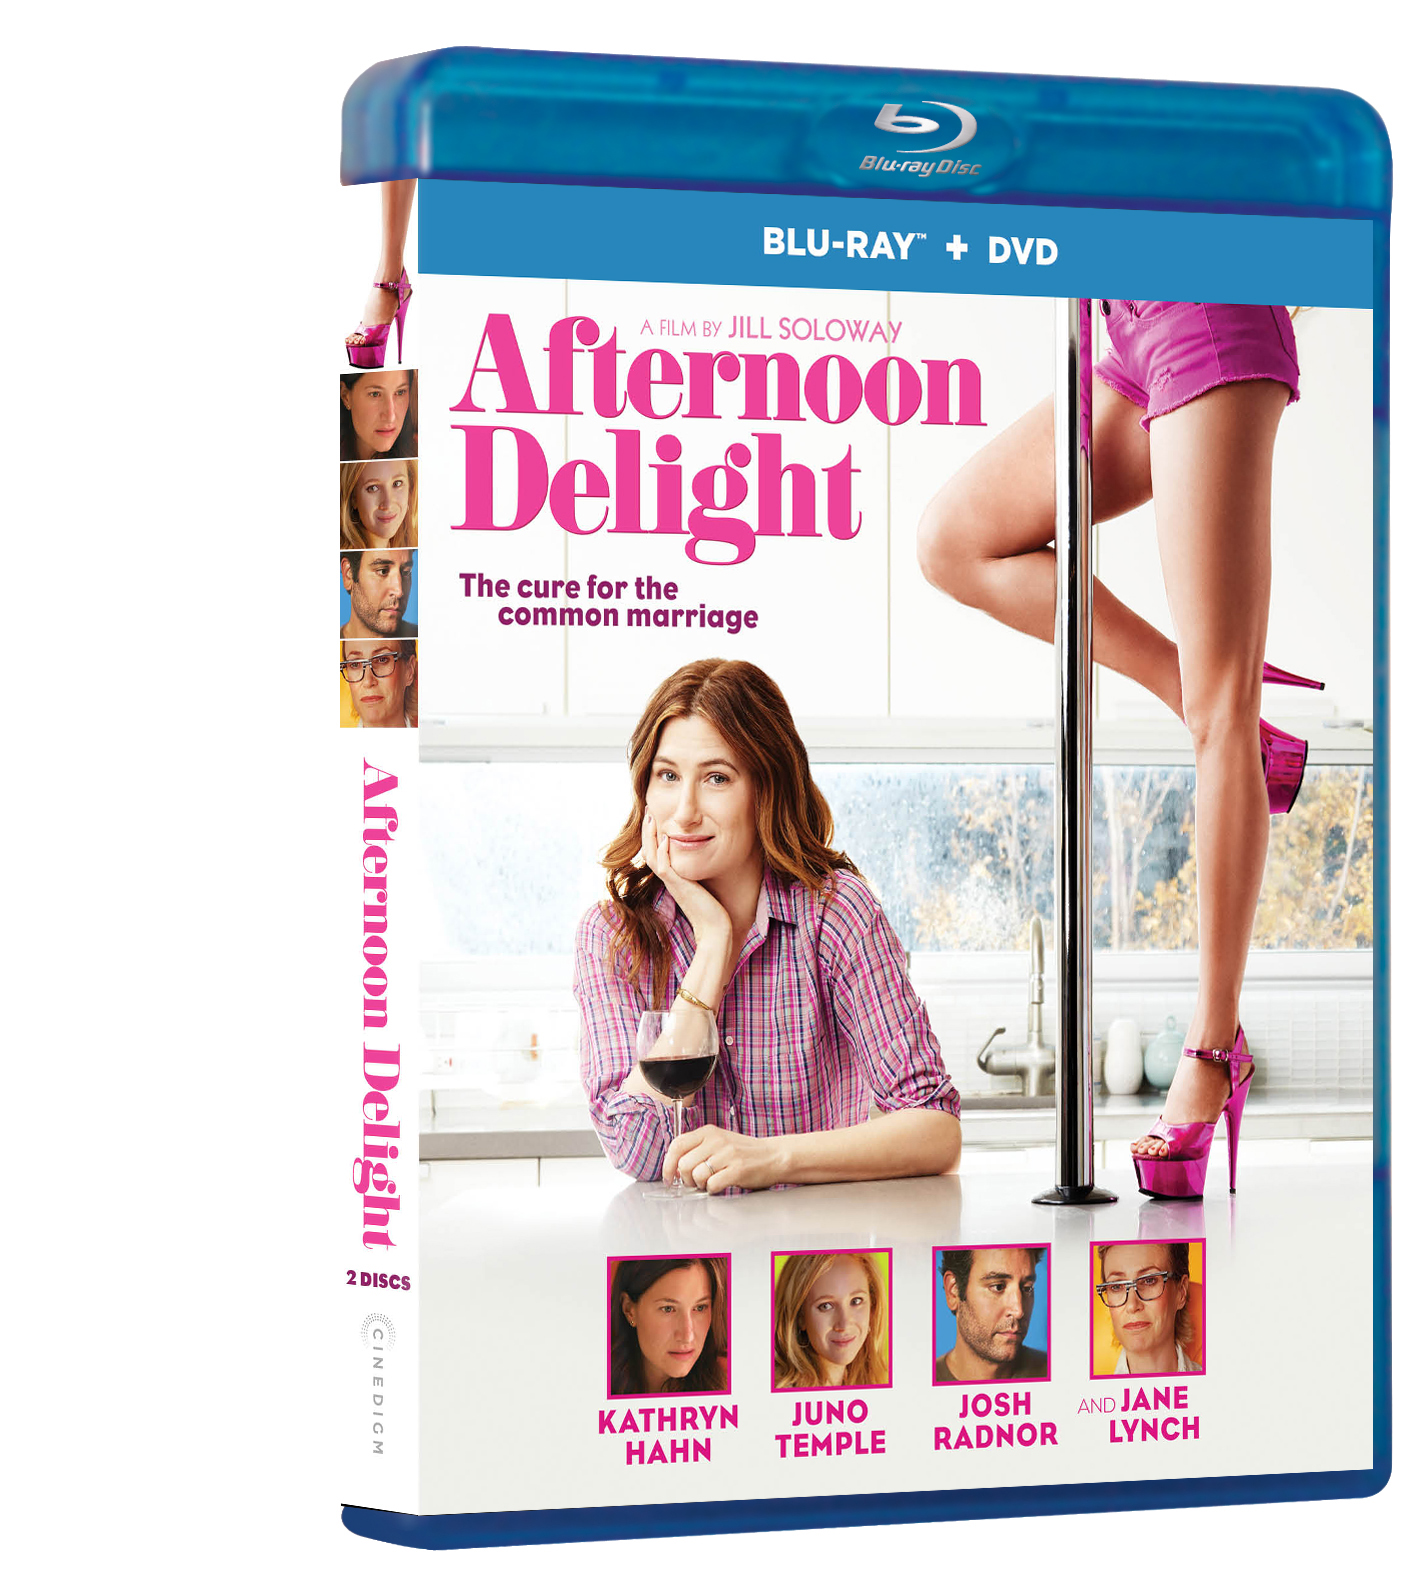 Blu-ray Disc
BLU-RAY™ + DVD
A FILM BY JILL SOLOWAY
Afternoon
Delight
The cure for the
common marriage
KATHRYN
HAHN
JUNO
TEMPLE
JOSH
RADNOR
AND JANE
LYNCH
Afternoon Delight
2 DISCS
CINEDIGM